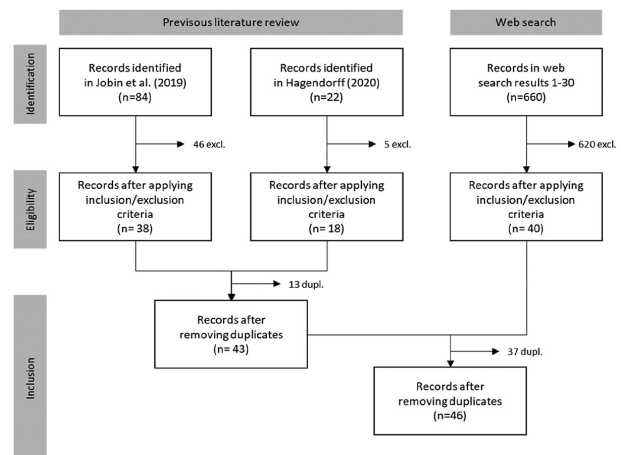 Previsous literature review
Web search
Identification
Records identified
in Jobin et al. (2019)
(n=84)
Records identified
in Hagendorff (2020)
(n=22)
Records in web
search results 1-30
(n=660)
46 excl.
5 excl.
620 excl.
Eligibility
Records after applying
inclusion/exclusion
criteria
(n= 38)
Records after applying
inclusion/exclusion
criteria
(n= 18)
Records after applying
inclusion/exclusion
criteria
(n= 40)
13 dupl.
Inclusion
Records after
removing duplicates
(n= 43)
37 dupl.
Records after
removing duplicates
(n=46)